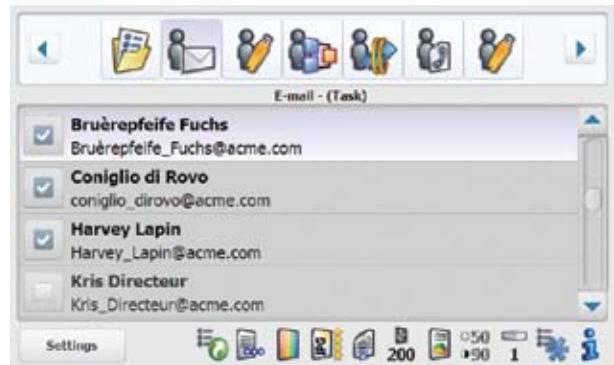 E-mail - (Task)
Bruèrepfeife Fuchs
Bruèrepfeife_Fuchs@acme.com
Coniglio di Rovo
coniglio_dirovo@acme.com
Harvey Lapin
Harvey_Lapin@acme.com
Kris Directeur
Kris_Directeur@acme.com
Settings
200
50
90
1